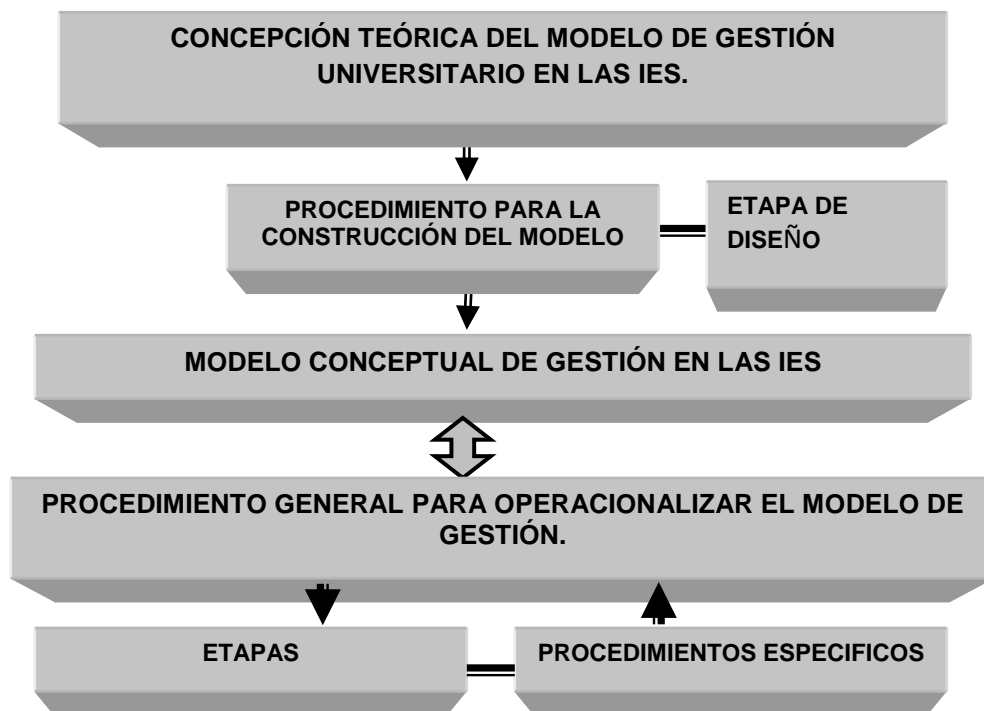 CONCEPCIÓN TEÓRICA DEL MODELO DE GESTIÓN
UNIVERSITARIO EN LAS IES.
PROCEDIMIENTO PARA LA
CONSTRUCCIÓN DEL MODELO
ETAPA DE
DISEÑO
MODELO CONCEPTUAL DE GESTIÓN EN LAS IES
PROCEDIMIENTO GENERAL PARA OPERACIONALIZAR EL MODELO DE
GESTIÓN.
ETAPAS
PROCEDIMIENTOS ESPECIFICOS